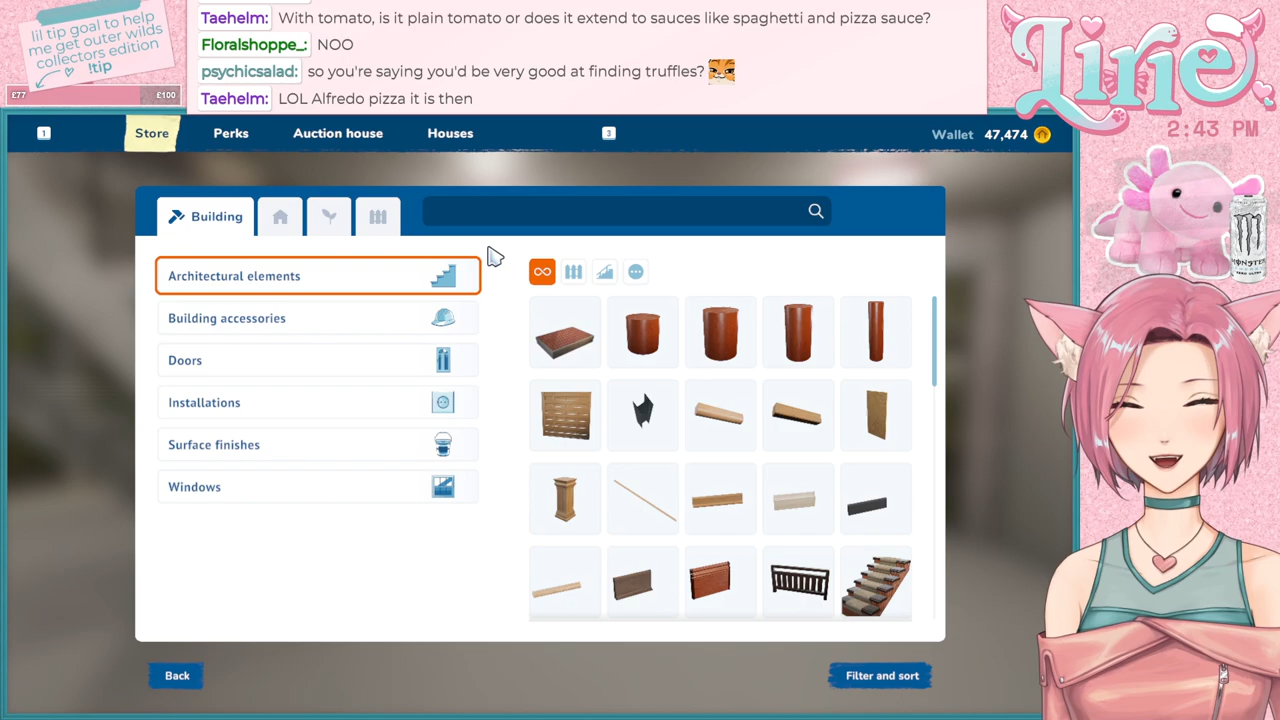 lil tip goal to help
me get outer wilds
collectors edition
!tip
£77
£100
Taehelm: With tomato, is it plain tomato or does it extend to sauces like spaghetti and pizza sauce?
Floralshoppe_: NOO
psychicsalad: so you're saying you'd be very good at finding truffles?
Taehelm: LOL Alfredo pizza it is then
Lirie
2:43 PM
1
Store
Perks
Auction house
Houses
3
Wallet 47,474
Building
Architectural elements
Building accessories
Doors
Installations
Surface finishes
Windows
Back
Filter and sort
MONSTER